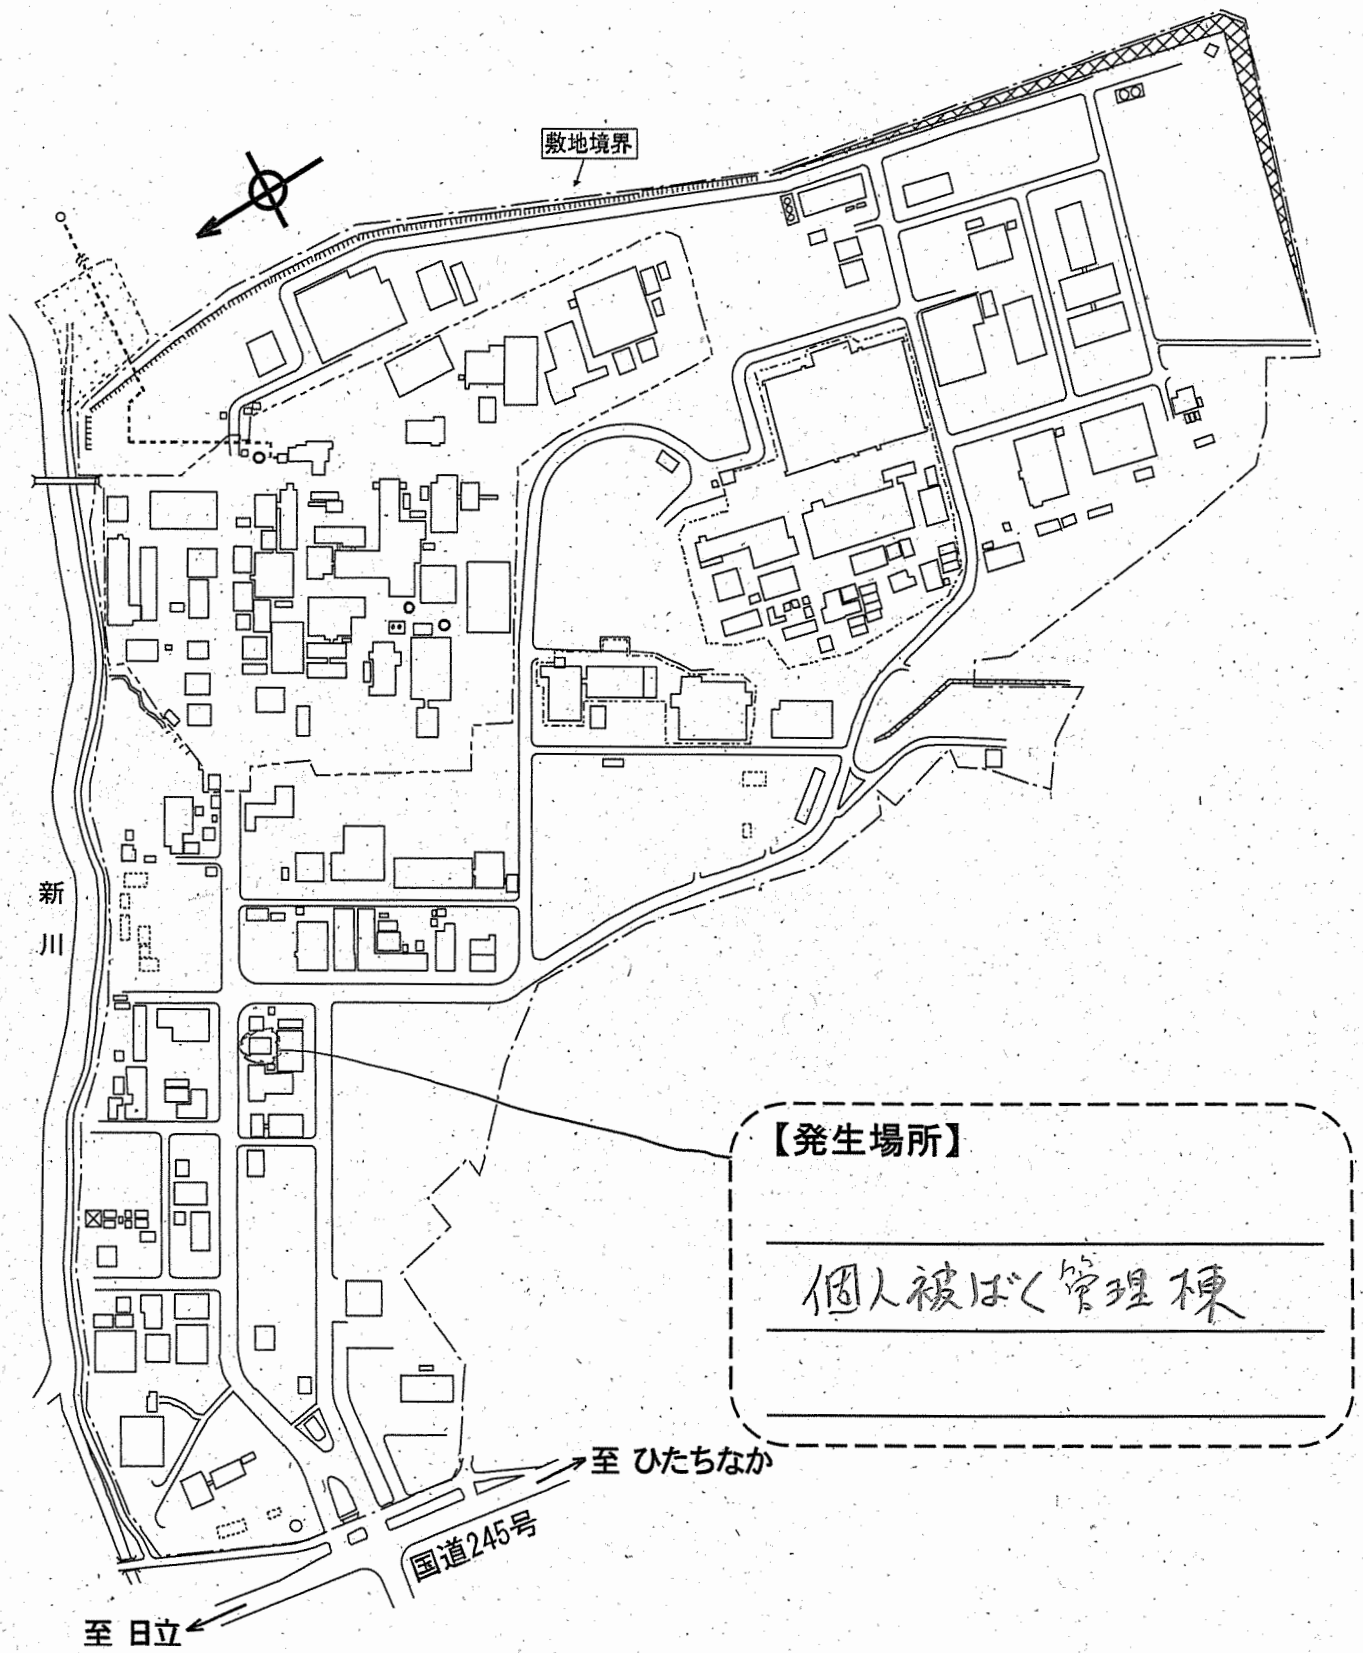 敷地境界
新川
【発生場所】
個人被ばく管理棟
至 ひたちなか
国道245号
至 日立